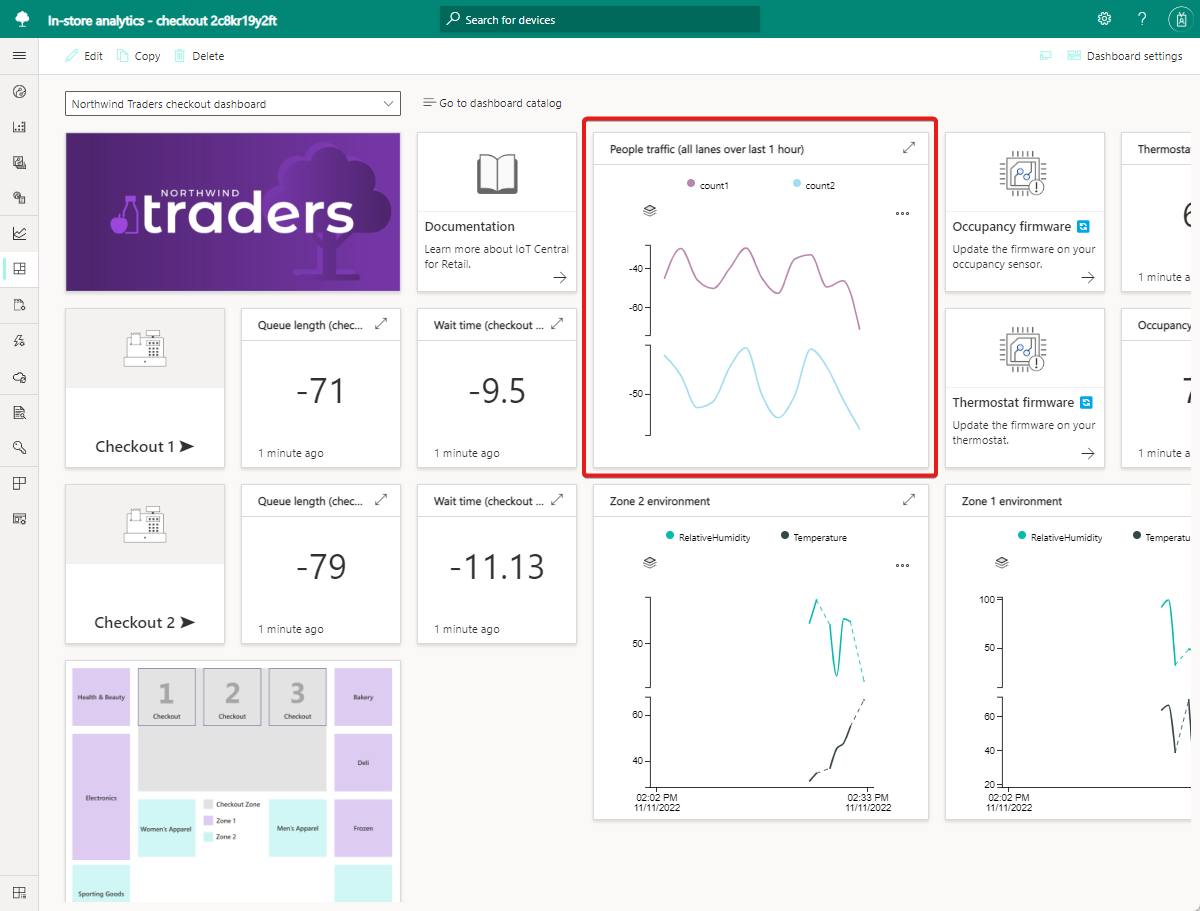 In-store analytics - checkout 2c8kr19y2ft
Search for devices
Edit
Copy
Delete
Dashboard settings
Northwind Traders checkout dashboard
Go to dashboard catalog
NORTHWIND
traders
Documentation
Learn more about IoT Central
for Retail.
People traffic (all lanes over last 1 hour)
count1
count2
-40
-60
-50
Occupancy firmware
Update the firmware on your
occupancy sensor.
Thermosta
6
1 minute a
Checkout 1
Queue length (chec...
-71
1 minute ago
Wait time (checkout ...
-9.5
1 minute ago
Thermostat firmware
Update the firmware on your
thermostat.
Occupancy
7
1 minute a
Checkout 2
Queue length (chec...
-79
1 minute ago
Wait time (checkout ...
-11.13
1 minute ago
Zone 2 environment
RelativeHumidity
Temperature
50
60
40
02:02 PM
11/11/2022
02:33 PM
11/11/2022
Zone 1 environment
RelativeHumidity
Temperatu
100
50
60
40
20
02:02 PM
11/11/2022
Health & Beauty
1
Checkout
2
Checkout
3
Checkout
Bakery
Electronics
Deli
Women's Apparel
Checkout Zone
Zone 1
Zone 2
Men's Apparel
Frozen
Sporting Goods